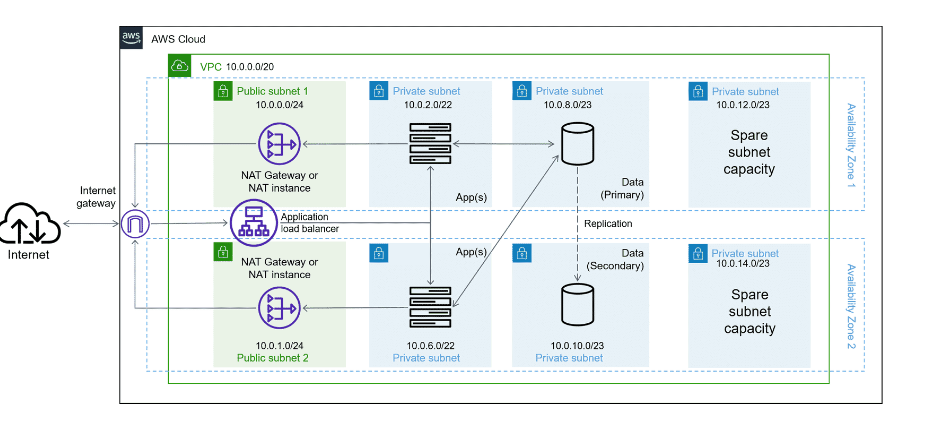 aws
AWS Cloud
VPC 10.0.0.0/20
Public subnet 1
10.0.0.0/24
NAT Gateway or
NAT instance
Private subnet
10.0.2.0/22
App(s)
Private subnet
10.0.8.0/23
Data
(Primary)
Private subnet
10.0.12.0/23
Spare
subnet
capacity
Availability Zone 1
Internet
gateway
Internet
Application
load balancer
Replication
NAT Gateway or
NAT instance
10.0.1.0/24
Public subnet 2
App(s)
10.0.6.0/22
Private subnet
Data
(Secondary)
10.0.10.0/23
Private subnet
Private subnet
10.0.14.0/23
Spare
subnet
capacity
Availability Zone 2